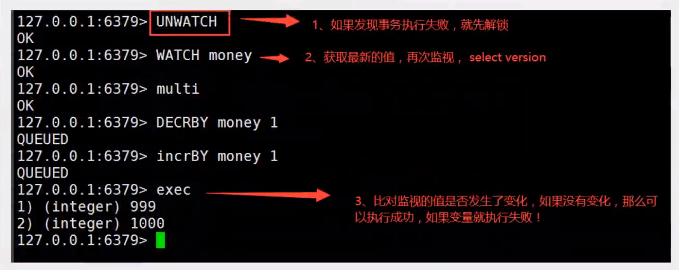 127.0.0.1:6379> UNWATCH
1、如果发现事务执行失败，就先解锁
OK
127.0.0.1:6379> WATCH money
2、获取最新的值，再次监视， select version
OK
127.0.0.1:6379> multi
OK
127.0.0.1:6379> DECRBY money 1
QUEUED
127.0.0.1:6379> incrBY money 1
QUEUED
127.0.0.1:6379> exec
3、比对监视的值是否发生了变化，如果没有变化，那么可
以执行成功，如果变量就执行失败！
1) (integer) 999
2) (integer) 1000
127.0.0.1:6379>